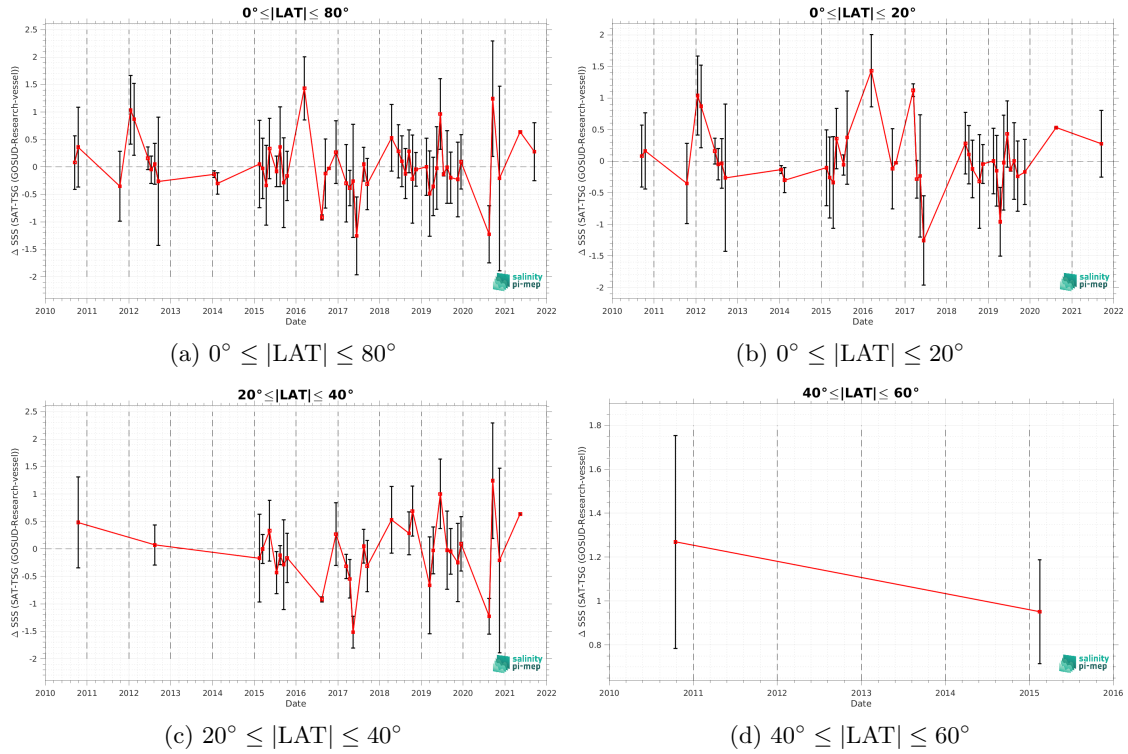 0°≤|LAT|≤ 80°
Δ SSS (SAT-TSG (GOSUD-Research-vessel))
2.5
2
1.5
1
0.5
0
-0.5
-1
-1.5
-2
2010 2011 2012 2013 2014 2015 2016 2017 2018 2019 2020 2021 2022
Date
salinity
pi-mep
(a) 0° ≤ |LAT| ≤ 80°
0°≤|LAT|≤ 20°
Δ SSS (SAT-TSG (GOSUD-Research-vessel))
2
1.5
1
0.5
0
-0.5
-1
-1.5
-2
2010 2011 2012 2013 2014 2015 2016 2017 2018 2019 2020 2021 2022
Date
salinity
pi-mep
(b) 0° ≤ |LAT| ≤ 20°
20°≤|LAT|≤ 40°
Δ SSS (SAT-TSG (GOSUD-Research-vessel))
2.5
2
1.5
1
0.5
0
-0.5
-1
-1.5
-2
2010 2011 2012 2013 2014 2015 2016 2017 2018 2019 2020 2021 2022
Date
salinity
pi-mep
(c) 20° ≤ |LAT| ≤ 40°
40°≤|LAT|≤ 60°
Δ SSS (SAT-TSG (GOSUD-Research-vessel))
1.8
1.6
1.4
1.2
1
0.8
2010 2011 2012 2013 2014 2015 2016
Date
salinity
pi-mep
(d) 40° ≤ |LAT| ≤ 60°